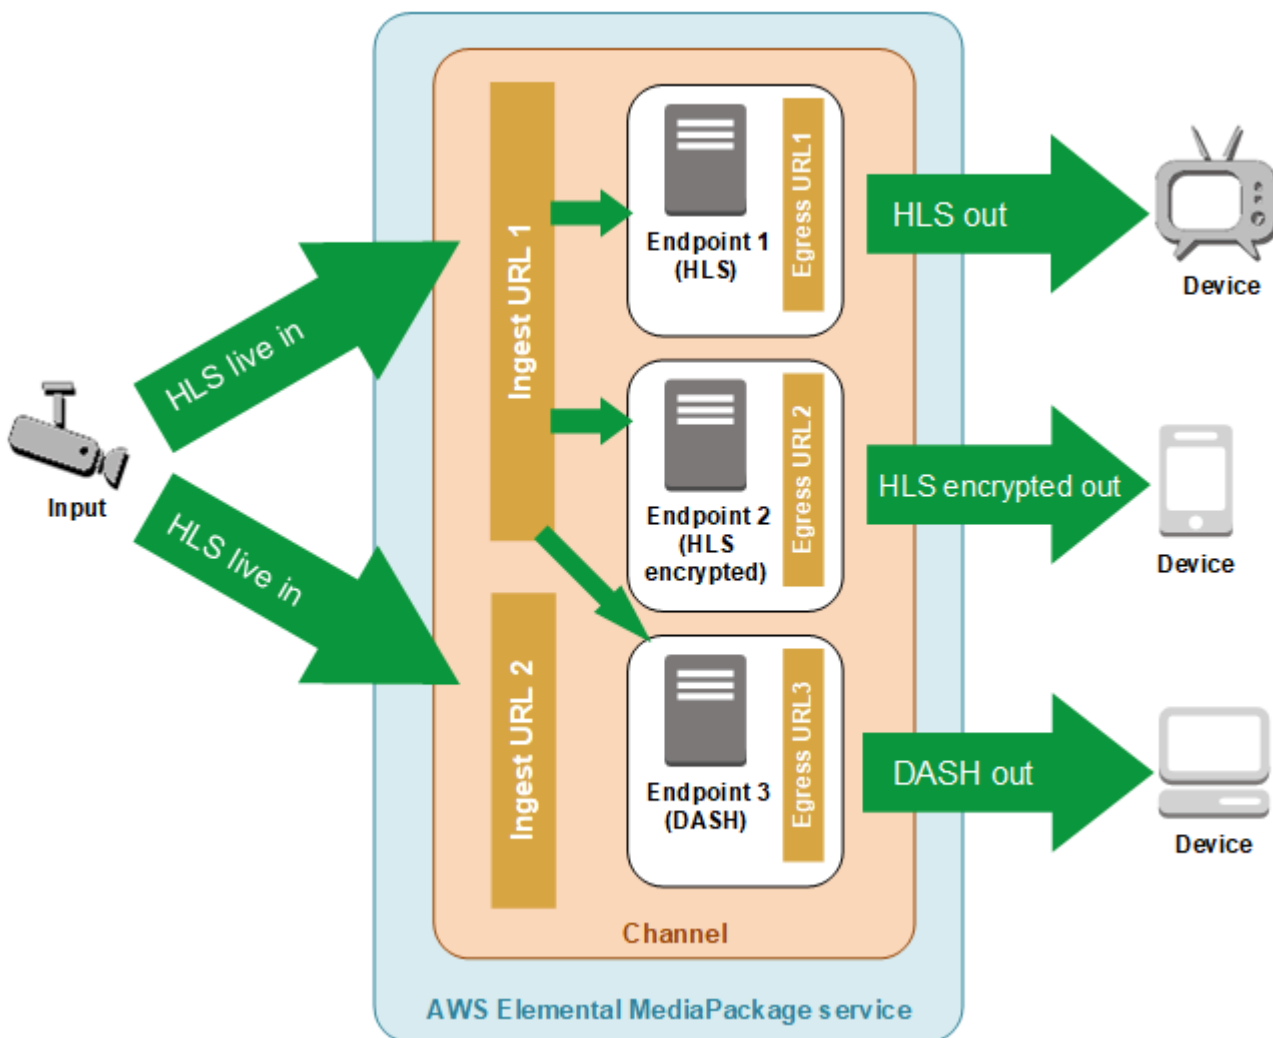 Input
HLS live in
HLS live in
Ingest URL 1
Ingest URL 2
Endpoint 1
(HLS)
Egress URL1
Endpoint 2
(HLS
encrypted)
Egress URL2
Endpoint 3
(DASH)
Egress URL3
HLS out
Device
HLS encrypted out
Device
DASH out
Device
Channel
AWS Elemental MediaPackage service